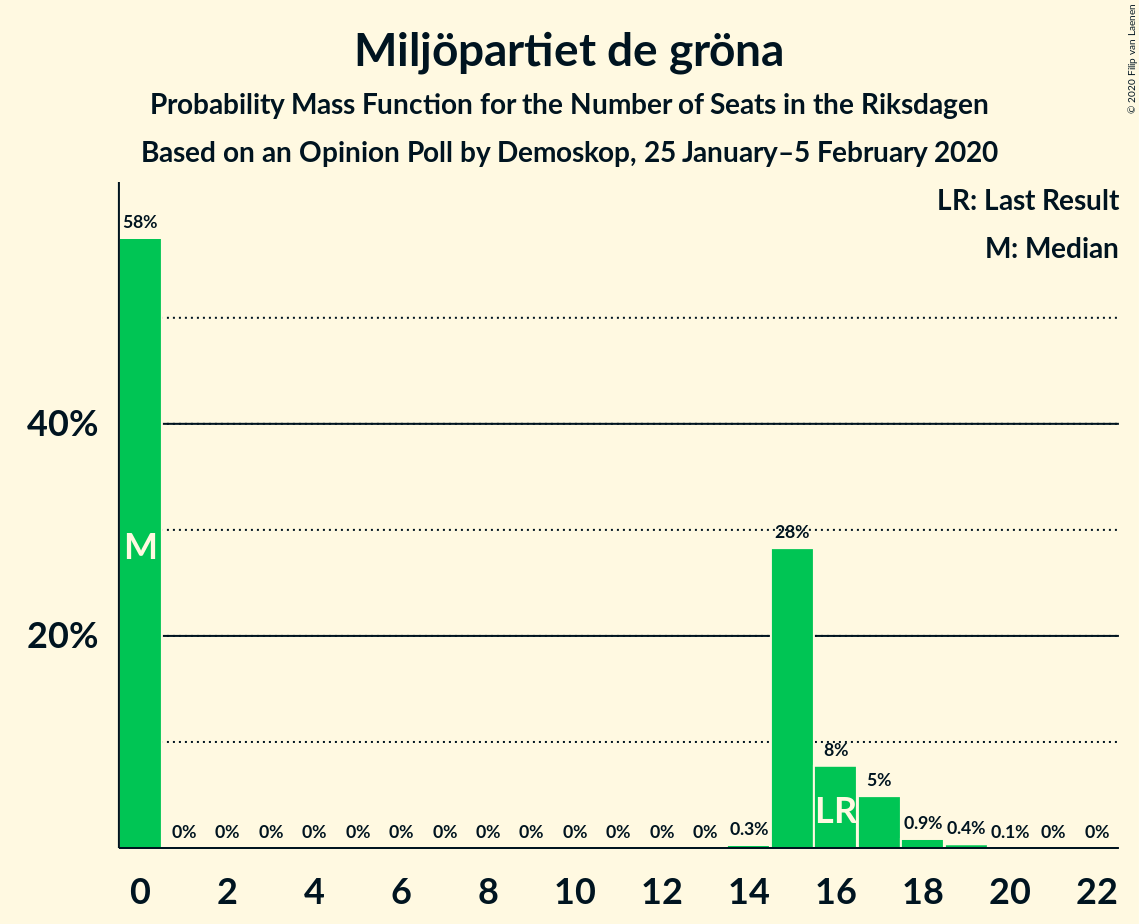 Miljöpartiet de gröna
Probability Mass Function for the Number of Seats in the Riksdagen
Based on an Opinion Poll by Demoskop, 25 January–5 February 2020
© 2020 Filip van Laenen
LR: Last Result
M: Median
58%
40%
20%
M
28%
8%
LR
5%
0% 0% 0% 0% 0% 0% 0% 0% 0% 0% 0% 0% 0% 0.3% 0.9% 0.4% 0.1% 0% 0%
0 2 4 6 8 10 12 14 16 18 20 22